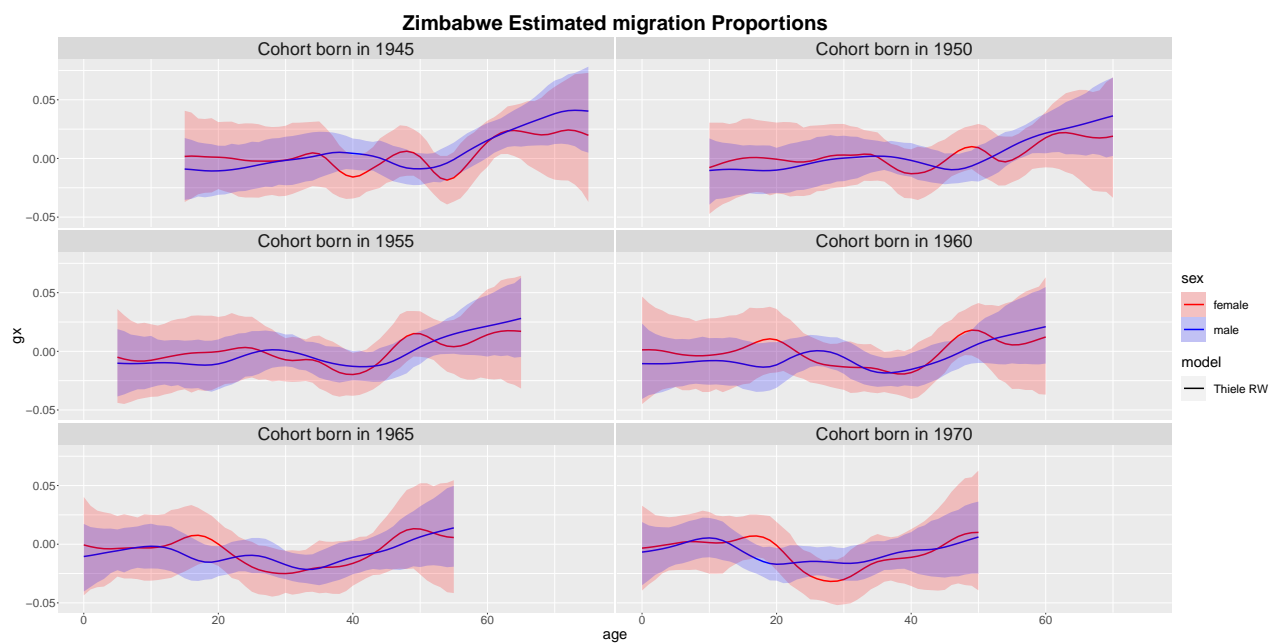 Zimbabwe Estimated migration Proportions
Cohort born in 1945
Cohort born in 1950
0.05
0.00
−0.05
Cohort born in 1955
Cohort born in 1960
0.05
0.00
−0.05
Cohort born in 1965
Cohort born in 1970
0.05
0.00
−0.05
0 20 40 60
0 20 40 60
age
gx
sex
female
male
model
Thiele RW